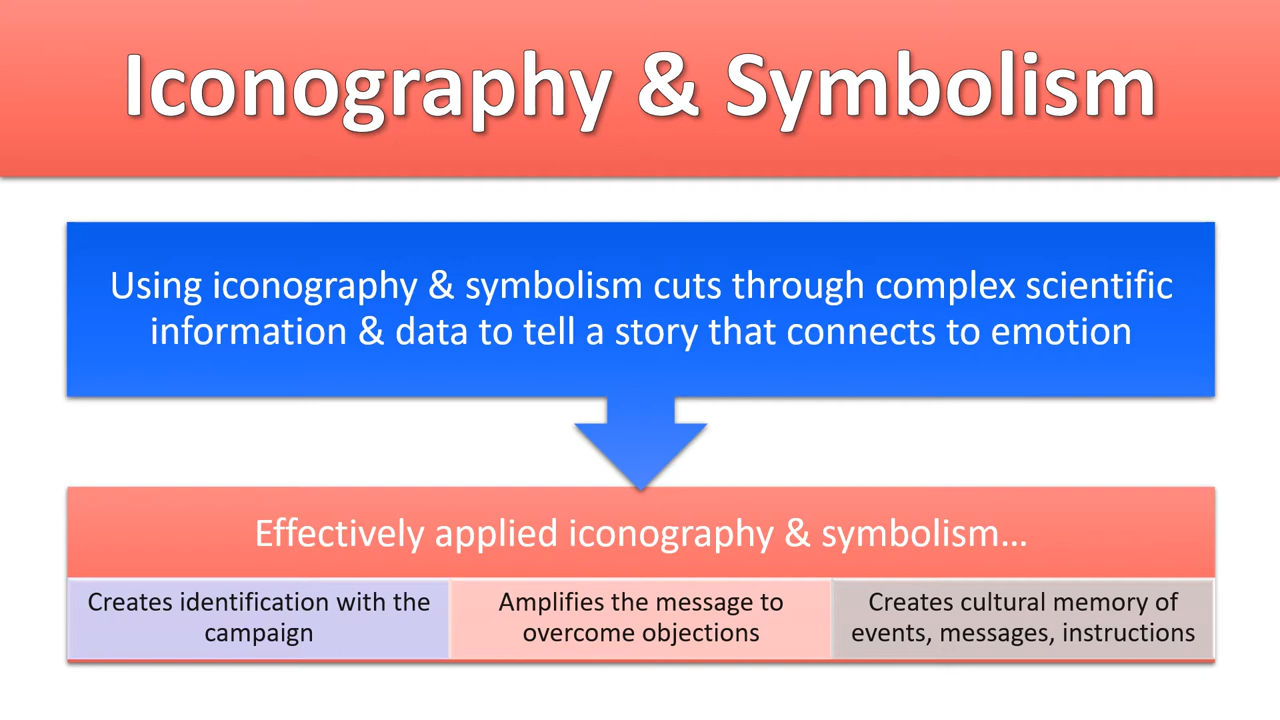 Iconography & Symbolism
Using iconography & symbolism cuts through complex scientific
information & data to tell a story that connects to emotion
Effectively applied iconography & symbolism…
Creates identification with the
campaign
Amplifies the message to
overcome objections
Creates cultural memory of
events, messages, instructions